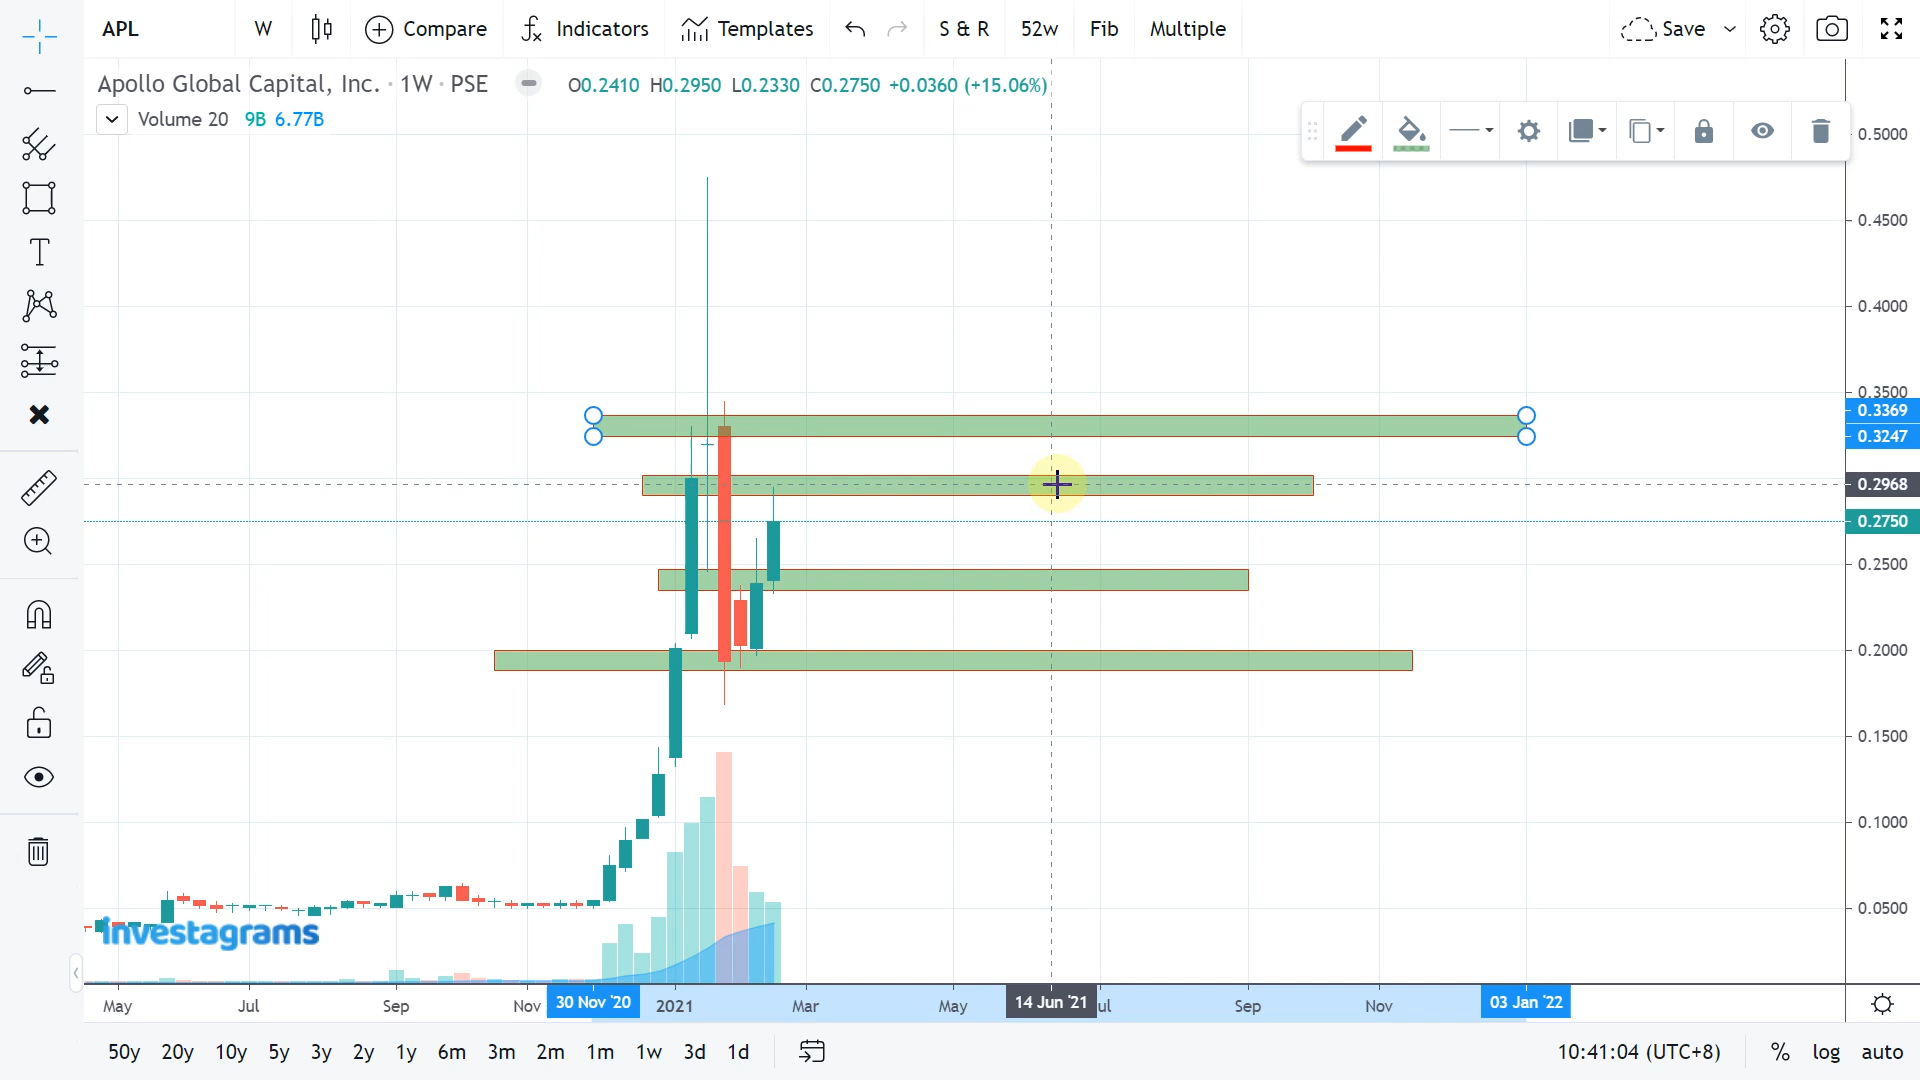 APL W Compare Indicators Templates S & R 52w Fib Multiple Save
Apollo Global Capital, Inc. · 1W · PSE O0.2410 H0.2950 L0.2330 C0.2750 +0.0360 (+15.06%)
Volume 20 9B 6.77B
0.5000
0.4500
0.4000
0.3500
0.3369
0.3247
0.2968
0.2750
0.2500
0.2000
0.1500
0.1000
0.0500
investagrams
May Jul Sep Nov 30 Nov '20 2021 Mar May 14 Jun '21 ul Sep Nov 03 Jan '22
50y 20y 10y 5y 3y 2y 1y 6m 3m 2m 1m 1w 3d 1d 10:41:04 (UTC+8) % log auto